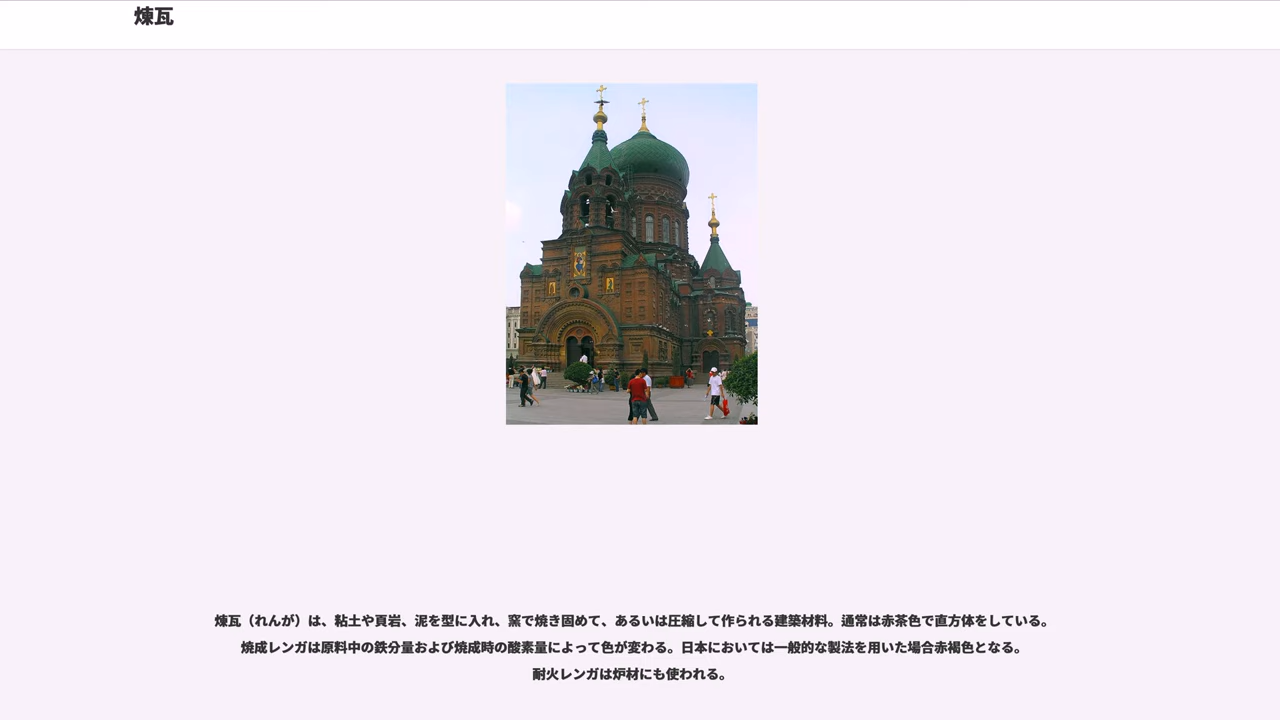 煉瓦
煉瓦（れんが）は、粘土や頁岩、泥を型に入れ、窯で焼き固めて、あるいは圧縮して作られる建築材料。通常は赤茶色で直方体をしている。
焼成レンガは原料中の鉄分量および焼成時の酸素量によって色が変わる。日本においては一般的な製法を用いた場合赤褐色となる。
耐火レンガは炉材にも使われる。